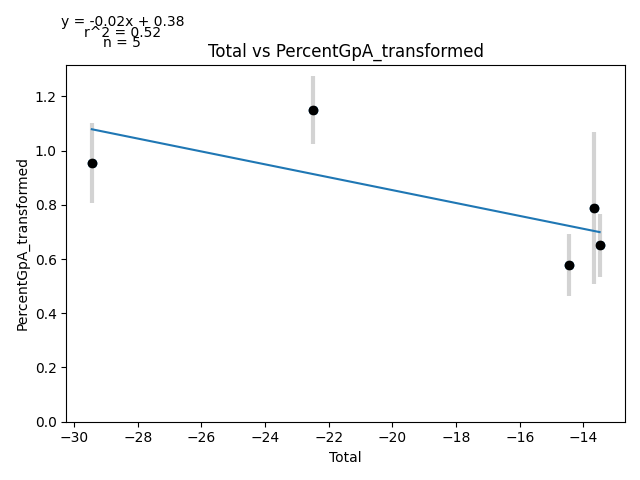 y = -0.02x + 0.38
r^2 = 0.52
n = 5
Total vs PercentGpA_transformed
PercentGpA_transformed
1.2
1.0
0.8
0.6
0.4
0.2
0.0
−30 −28 −26 −24 −22 −20 −18 −16 −14
Total